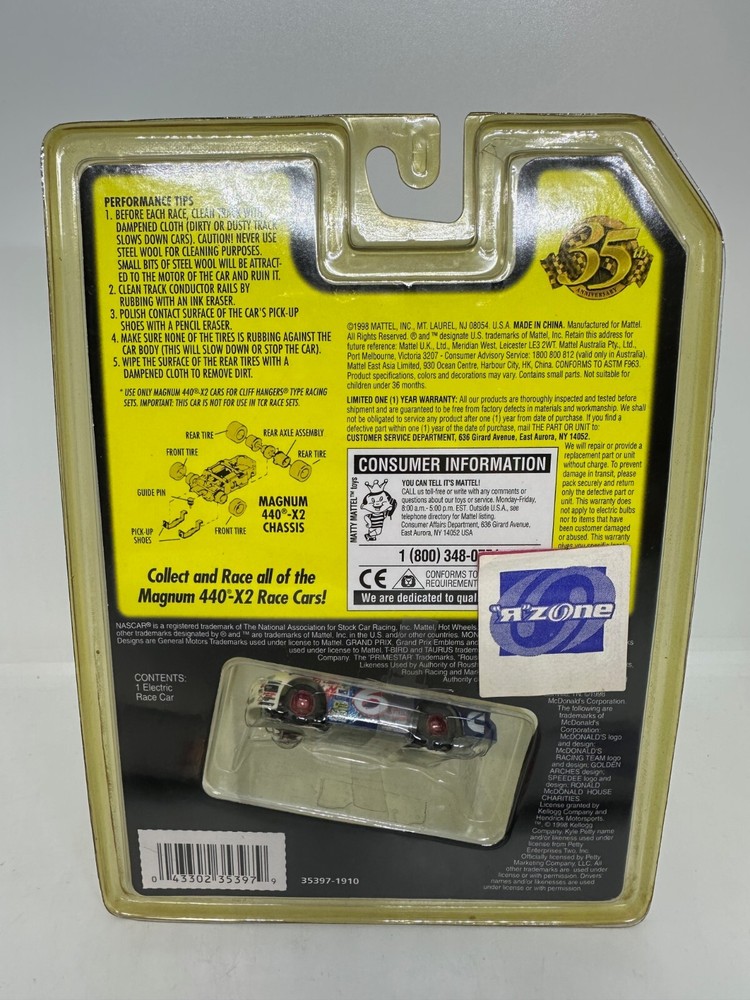 PERFORMANCE TIPS
1. BEFORE EACH RACE, CLEAN TRACK WITH
DAMPENED CLOTH (DIRTY OR DUSTY TRACK
SLOWS DOWN CARS). CAUTION! NEVER USE
STEEL WOOL FOR CLEANING PURPOSES.
SMALL BITS OF STEEL WOOL WILL BE ATTRACT-
ED TO THE MOTOR OF THE CAR AND RUIN IT.
2. CLEAN TRACK CONDUCTOR RAILS BY
RUBBING WITH AN INK ERASER.
3. POLISH CONTACT SURFACE OF THE CAR'S PICK-UP
SHOES WITH A PENCIL ERASER.
4. MAKE SURE NONE OF THE TIRES IS RUBBING AGAINST THE
CAR BODY (THIS WILL SLOW DOWN OR STOP THE CAR).
5. WIPE THE SURFACE OF THE REAR TIRES WITH A
DAMPENED CLOTH TO REMOVE DIRT.
* USE ONLY MAGNUM 440®-X2 CARS FOR CLIFF HANGERS® TYPE RACING
SETS. IMPORTANT: THIS CAR IS NOT FOR USE IN TCR RACE SETS.
REAR TIRE
REAR AXLE ASSEMBLY
FRONT TIRE
REAR TIRE
GUIDE PIN
MAGNUM
440®-X2
CHASSIS
PICK-UP
SHOES
FRONT TIRE
Collect and Race all of the
Magnum 440®-X2 Race Cars!
35
ANNIVERSARY
©1998 MATTEL, INC., MT. LAUREL, NJ 08054. U.S.A. MADE IN CHINA. Manufactured for Mattel.
All Rights Reserved. ® and ™ designate U.S. trademarks of Mattel, Inc. Retain this address for
future reference: Mattel U.K., Ltd., Meridian West, Leicester LE3 2WT. Mattel Australia Pty., Ltd.,
Port Melbourne, Victoria 3207 - Consumer Advisory Service: 1800 800 812 (valid only in Australia).
Mattel East Asia Limited, 930 Ocean Centre, Harbour City, HK, China. CONFORMS TO ASTM F963.
Product specifications, colors and decorations may vary. Contains small parts. Not suitable for
children under 36 months.
LIMITED ONE (1) YEAR WARRANTY: All our products are thoroughly inspected and tested before
shipment and are guaranteed to be free from factory defects in materials and workmanship. We shall
not be obligated to service any product after one (1) year from date of purchase. If you find a
defective part within one (1) year of the date of purchase, mail THE PART OR UNIT to:
CUSTOMER SERVICE DEPARTMENT, 636 Girard Avenue, East Aurora, NY 14052.
We will repair or provide a
replacement part or unit
without charge. To prevent
damage in transit, please
pack securely and return
only the defective part or
unit. This warranty does
not apply to electric bulbs
nor to items that have
been customer damaged
or abused. This warranty
gives you specific legal
CONSUMER INFORMATION
MATTY MATTEL™ toys
YOU CAN TELL IT'S MATTEL!
CALL us toll-free or write with any comments or
questions about our toys or service. Monday-Friday,
8:00 a.m. - 5:00 p.m. EST. Outside U.S.A., see
telephone directory for Mattel listing.
Consumer Affairs Department, 636 Girard Avenue,
East Aurora, NY 14052 USA
1 (800) 348-0
CE
CONFORMS TO
REQUIREMENT
We are dedicated to qual
"R"ZONE
NASCAR® is a registered trademark of The National Association for Stock Car Racing, Inc. Mattel, Hot Wheels,
other trademarks designated by ® and ™ are trademarks of Mattel, Inc. in the U.S. and/or other countries. MON
Designs are General Motors Trademarks used under license to Mattel. GRAND PRIX, Grand Prix Emblems and
used under license to Mattel. T-BIRD and TAURUS trademark
Company. The 'PRIMESTAR' Trademarks, "Rous
Likeness Used by Authority of Roush
Roush Racing and Mar
Authority o
CONTENTS:
1 Electric
Race Car
6
©1998
McDonald's Corporation.
The following are
trademarks of
McDonald's
Corporation:
McDONALD'S logo
and design;
McDONALD'S
RACING TEAM logo
and design; GOLDEN
ARCHES design;
SPEEDEE logo and
design; RONALD
McDONALD HOUSE
CHARITIES.
License granted by
Kellogg Company and
Hendrick Motorsports.
™, © 1998 Kellogg
Company. Kyle Petty name
and/or likeness used under
license from Petty
Enterprises Two, Inc.
Officially licensed by Petty
Marketing Company, LLC. All
other trademarks are used under
license or with permission. Drivers
names and/or likenesses are used
under license or with permission.
0 43302 35397 9
35397-1910